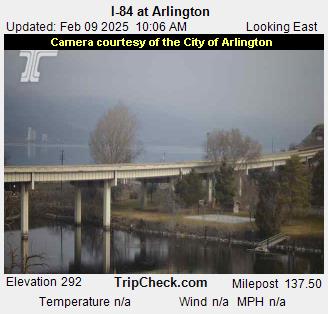 I-84 at Arlington
Updated: Feb 09 2025 10:06 AM Looking East
Camera courtesy of the City of Arlington
Elevation 292 TripCheck.com Milepost 137.50
Temperature n/a Wind n/a MPH n/a